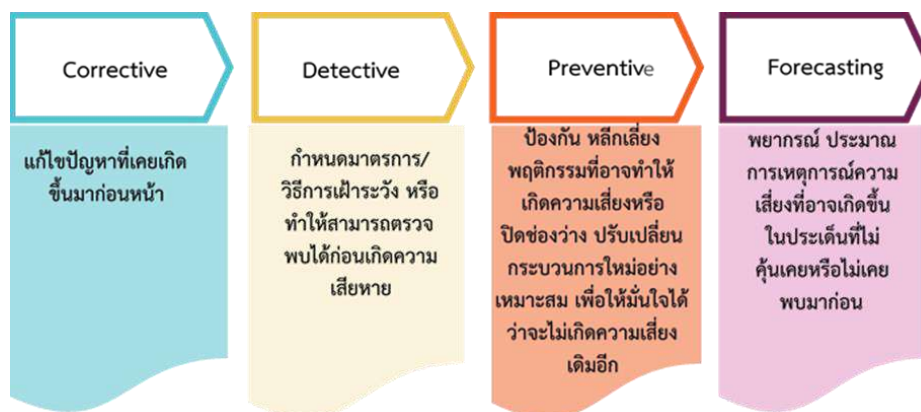 Corrective
แก้ไขปัญหาที่เคยเกิด
ขึ้นมาก่อนหน้า
Detective
กำหนดมาตรการ/
วิธีการเฝ้าระวัง หรือ
ทำให้สามารถตรวจ
พบได้ก่อนเกิดความ
เสียหาย
Preventive
ป้องกัน หลีกเลี่ยง
พฤติกรรมที่อาจทำให้
เกิดความเสี่ยงหรือ
ปิดช่องว่าง ปรับเปลี่ยน
กระบวนการใหม่อย่าง
เหมาะสม เพื่อให้มั่นใจได้
ว่าจะไม่เกิดความเสี่ยง
เดิมอีก
Forecasting
พยากรณ์ ประมาณ
การเหตุการณ์ความ
เสี่ยงที่อาจเกิดขึ้น
ในประเด็นที่ไม่
คุ้นเคยหรือไม่เคย
พบมาก่อน